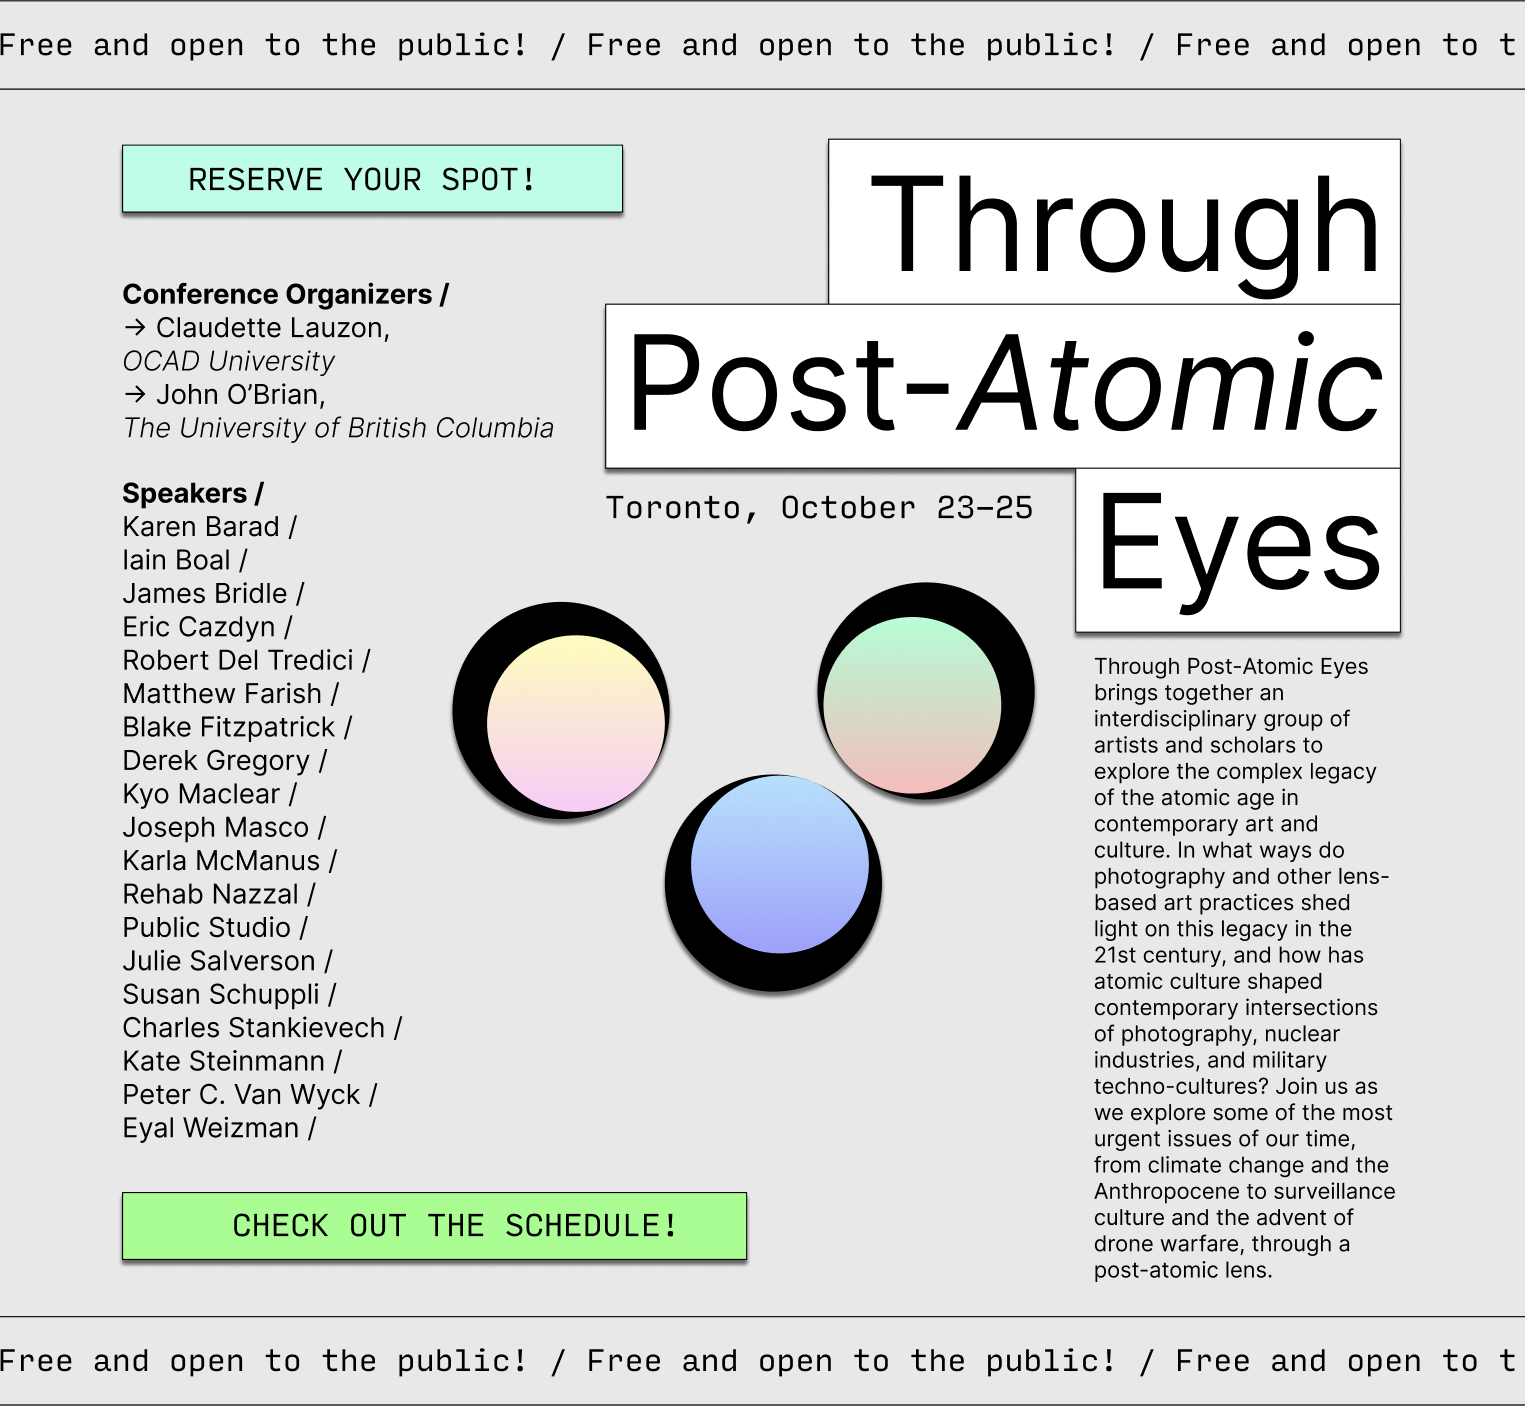 Free and open to the public! / Free and open to the public! / Free and open to t
RESERVE YOUR SPOT!
Through
Post-Atomic
Eyes
Toronto, October 23–25
Conference Organizers /
→ Claudette Lauzon,
OCAD University
→ John O’Brian,
The University of British Columbia
Speakers /
Karen Barad /
Iain Boal /
James Bridle /
Eric Cazdyn /
Robert Del Tredici /
Matthew Farish /
Blake Fitzpatrick /
Derek Gregory /
Kyo Maclear /
Joseph Masco /
Karla McManus /
Rehab Nazzal /
Public Studio /
Julie Salverson /
Susan Schuppli /
Charles Stankievech /
Kate Steinmann /
Peter C. Van Wyck /
Eyal Weizman /
CHECK OUT THE SCHEDULE!
Through Post-Atomic Eyes
brings together an
interdisciplinary group of
artists and scholars to
explore the complex legacy
of the atomic age in
contemporary art and
culture. In what ways do
photography and other lens-
based art practices shed
light on this legacy in the
21st century, and how has
atomic culture shaped
contemporary intersections
of photography, nuclear
industries, and military
techno-cultures? Join us as
we explore some of the most
urgent issues of our time,
from climate change and the
Anthropocene to surveillance
culture and the advent of
drone warfare, through a
post-atomic lens.
Free and open to the public! / Free and open to the public! / Free and open to t